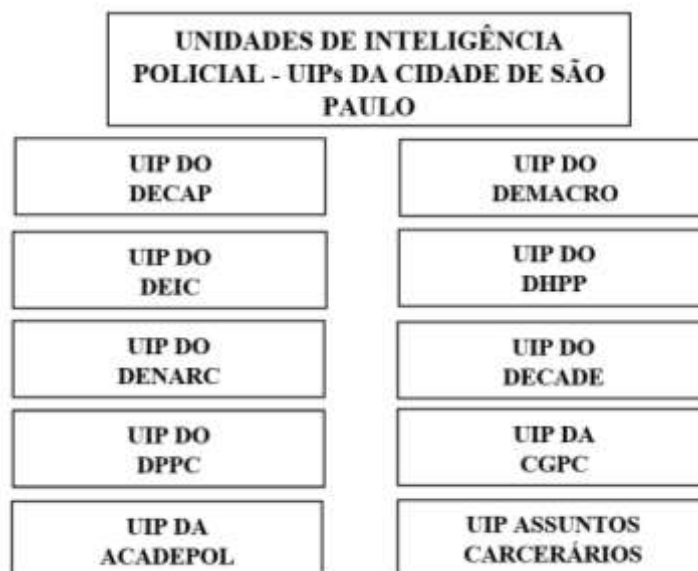 UNIDADES DE INTELIGÊNCIA
POLICIAL - UIPs DA CIDADE DE SÃO
PAULO
UIP DO
DECAP
UIP DO
DEMACRO
UIP DO
DEIC
UIP DO
DHPP
UIP DO
DENARC
UIP DO
DECADE
UIP DO
DPPC
UIP DA
CGPC
UIP DA
ACADEPOL
UIP ASSUNTOS
CARCERÁRIOS